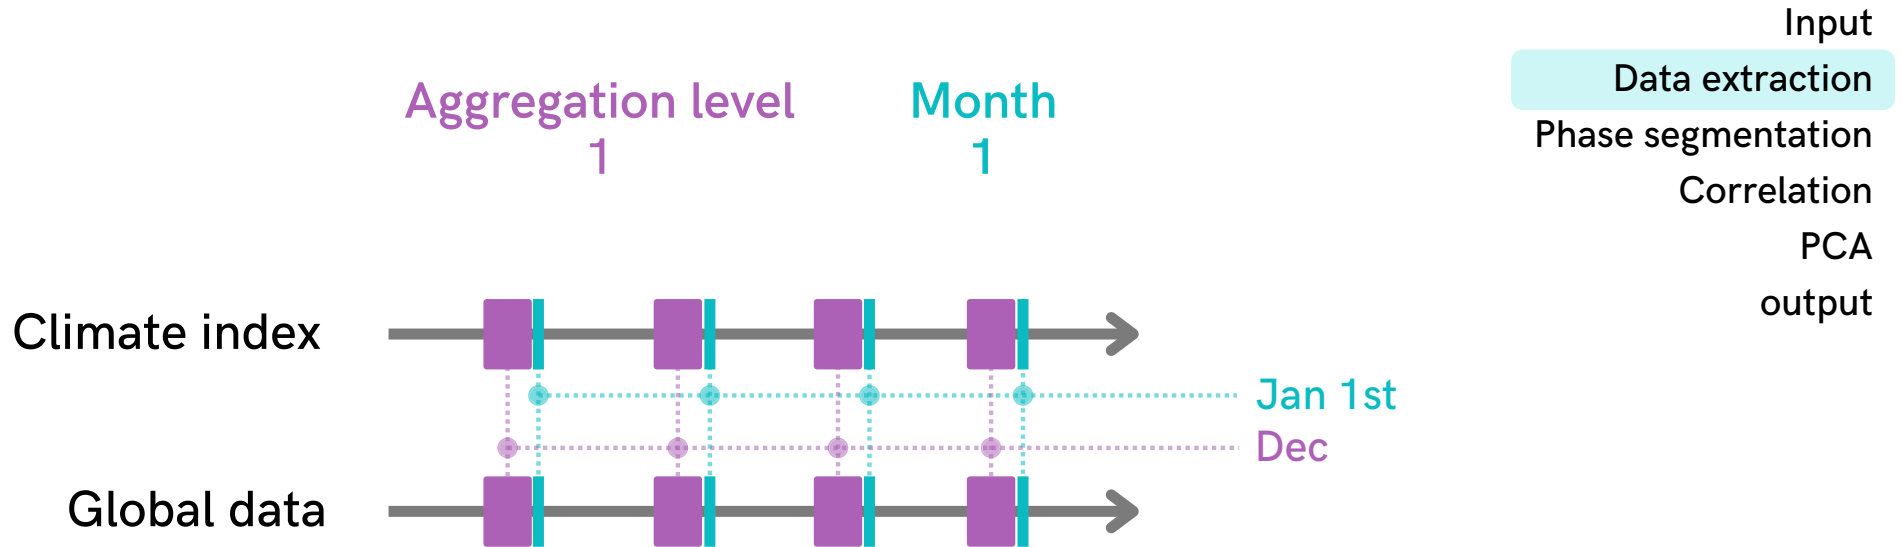 Input
Data extraction
Phase segmentation
Correlation
PCA
output
Aggregation level
1
Month
1
Climate index
Jan 1st
Dec
Global data